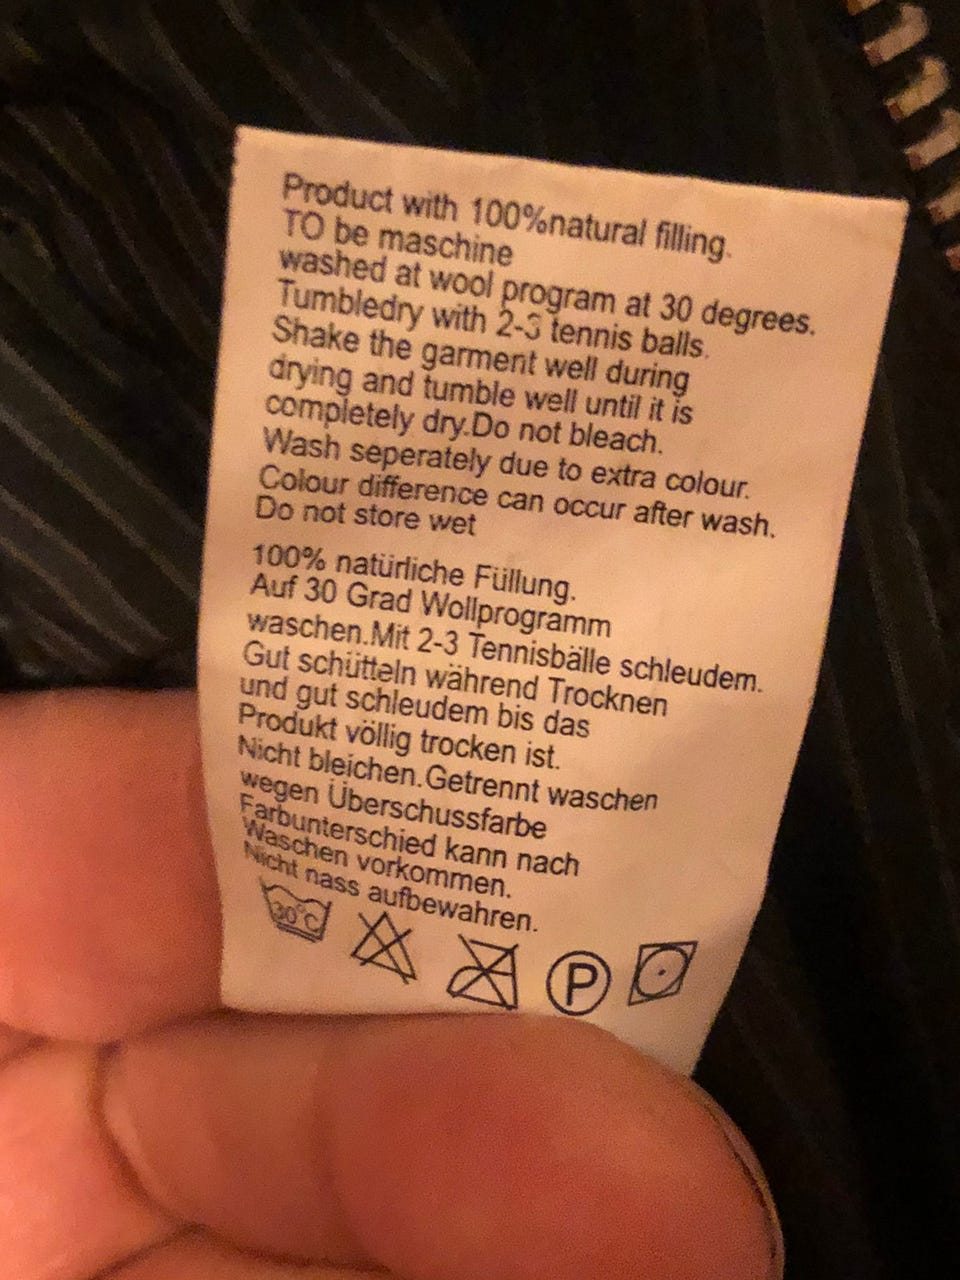 Product with 100%natural filling.
TO be maschine
washed at wool program at 30 degrees.
Tumbledry with 2-3 tennis balls.
Shake the garment well during
drying and tumble well until it is
completely dry.Do not bleach.
Wash seperately due to extra colour.
Colour difference can occur after wash.
Do not store wet
100% natürliche Füllung.
Auf 30 Grad Wollprogramm
waschen.Mit 2-3 Tennisbälle schleudem.
Gut schütteln während Trocknen
und gut schleudem bis das
Produkt völlig trocken ist.
Nicht bleichen.Getrennt waschen
wegen Überschussfarbe
Farbunterschied kann nach
Waschen vorkommen.
Nicht nass aufbewahren.
30°C P